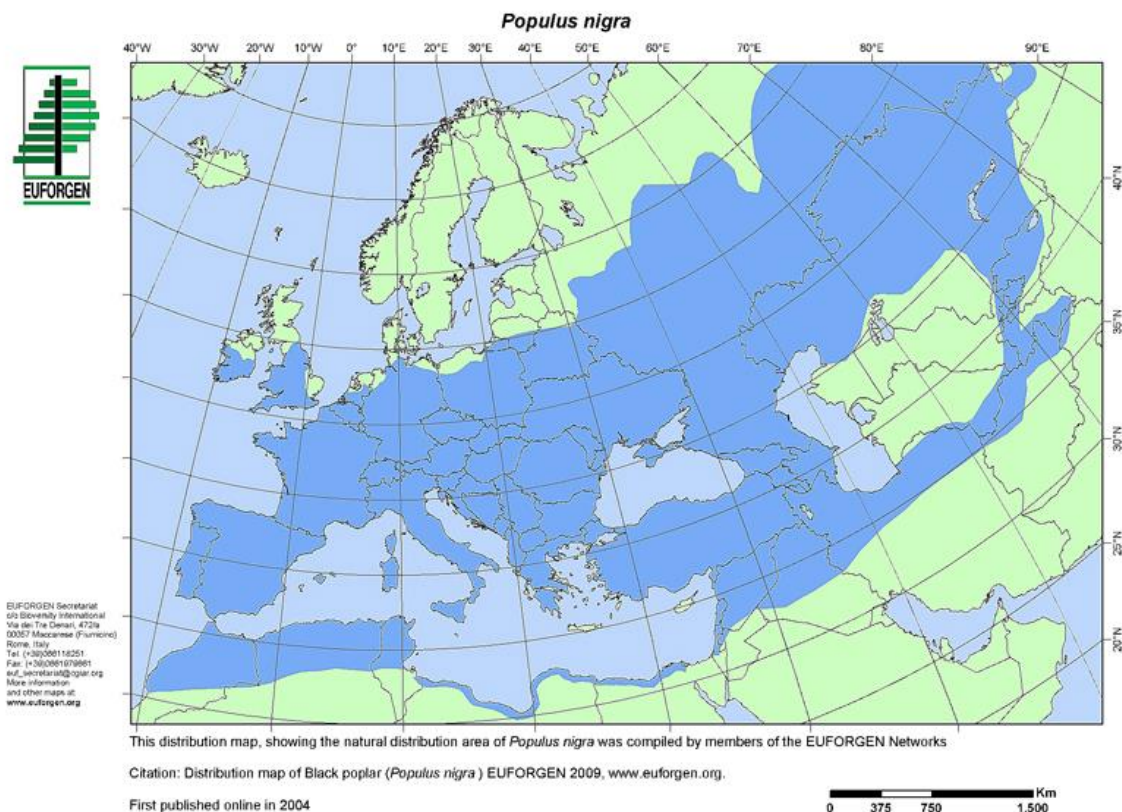 Populus nigra
40°W 30°W 20°W 10°W 0° 10°E 20°E 30°E 40°E 50°E 60°E 70°E 80°E 90°E
EUFORGEN
40°N
35°N
30°N
25°N
20°N
EUFORGEN Secretariat
c/o Bioversity International
Via dei Tre Denari, 472/a
00057 Maccarese (Fiumicino)
Rome, Italy
Tel. (+39)066118251
Fax: (+39)0661979661
euf_secretariat@cgiar.org
More information
and other maps at:
www.euforgen.org
This distribution map, showing the natural distribution area of Populus nigra was compiled by members of the EUFORGEN Networks
Citation: Distribution map of Black poplar (Populus nigra ) EUFORGEN 2009, www.euforgen.org.
First published online in 2004
Km
0 375 750 1.500